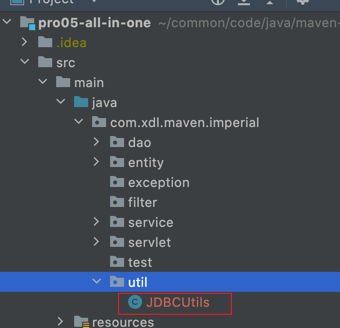 Project
pro05-all-in-one ~/common/code/java/maven-
.idea
src
main
java
com.xdl.maven.imperial
dao
entity
exception
filter
service
servlet
test
util
JDBCUtils
resources